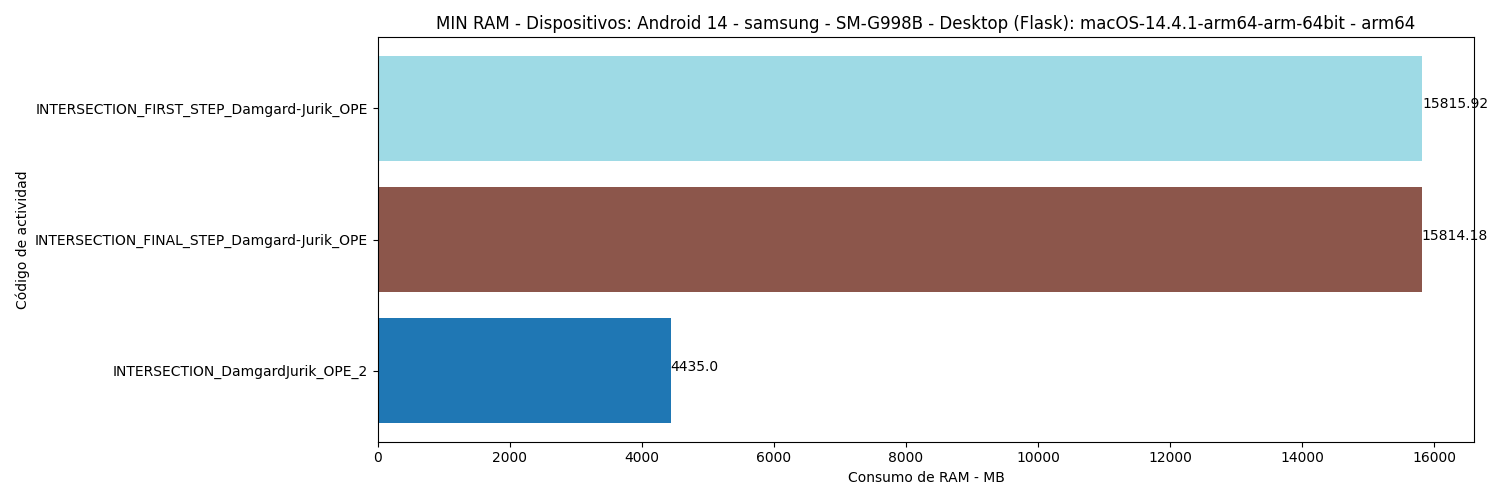 MIN RAM - Dispositivos: Android 14 - samsung - SM-G998B - Desktop (Flask): macOS-14.4.1-arm64-arm-64bit - arm64
Código de actividad
INTERSECTION_FIRST_STEP_Damgard-Jurik_OPE
15815.92
INTERSECTION_FINAL_STEP_Damgard-Jurik_OPE
15814.18
INTERSECTION_DamgardJurik_OPE_2
4435.0
0 2000 4000 6000 8000 10000 12000 14000 16000
Consumo de RAM - MB